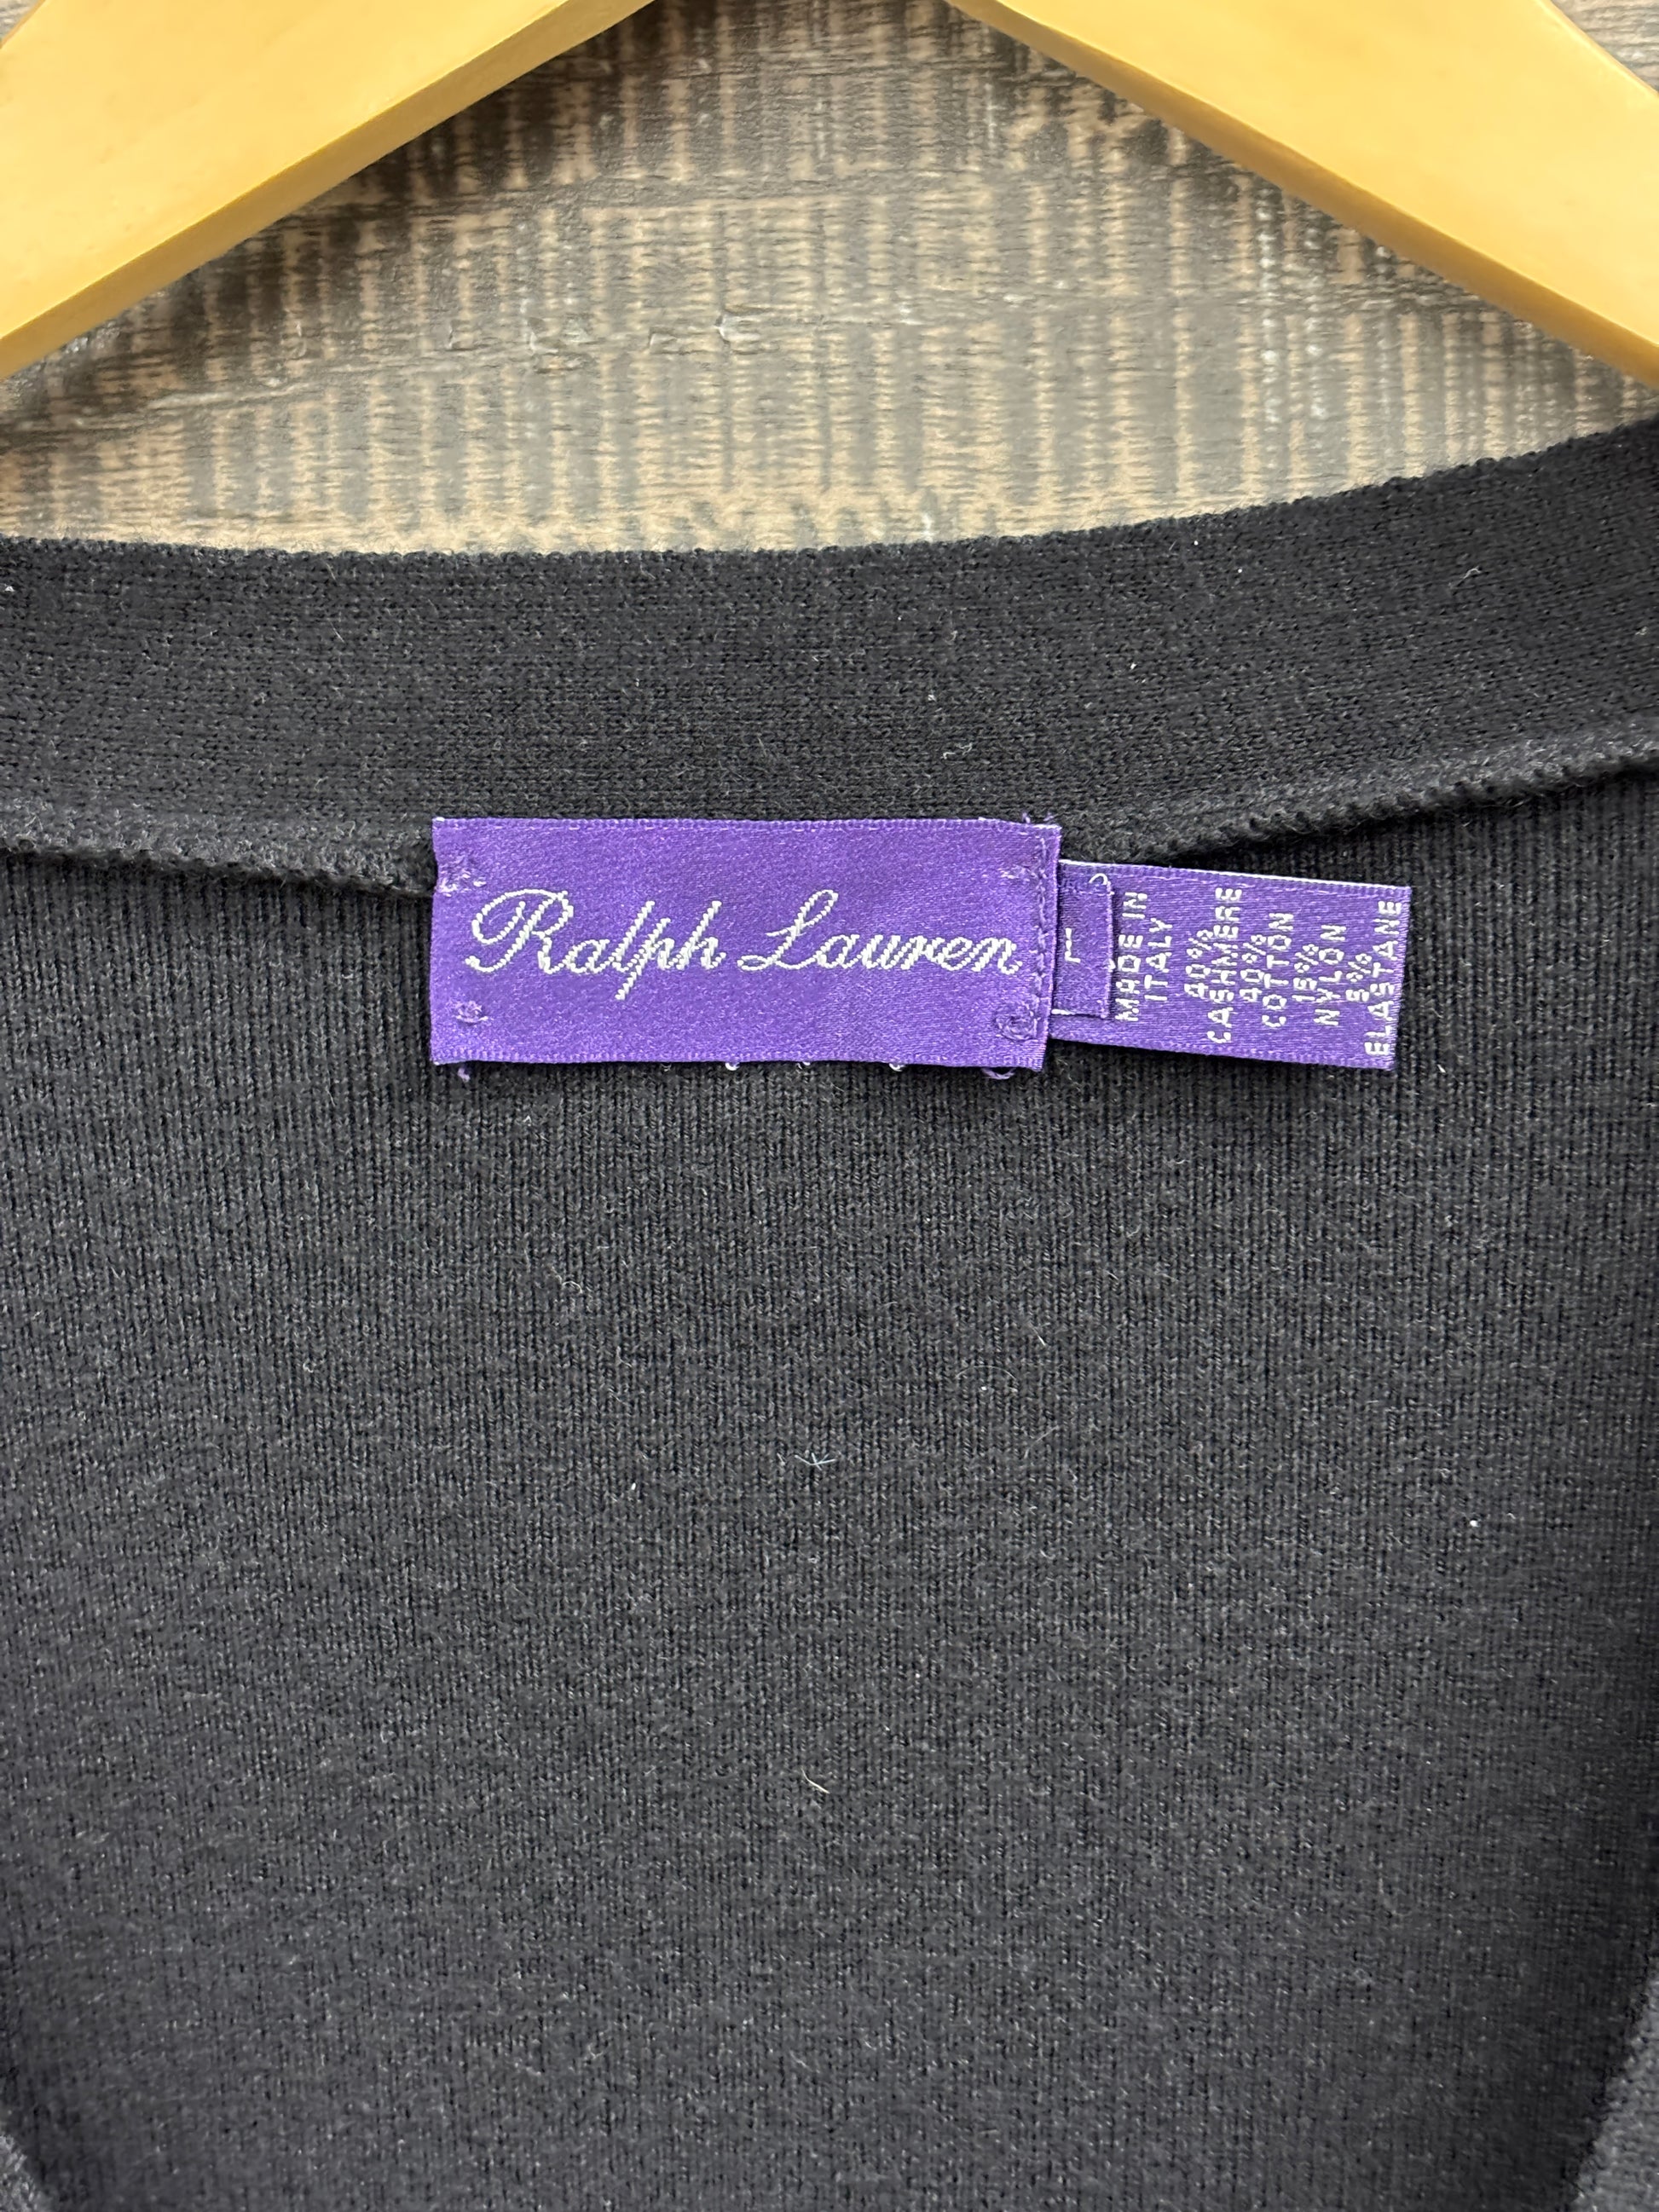 Ralph Lauren
L
MADE IN
ITALY
40%
CASHMERE
40%
COTTON
15%
NYLON
5%
ELASTANE